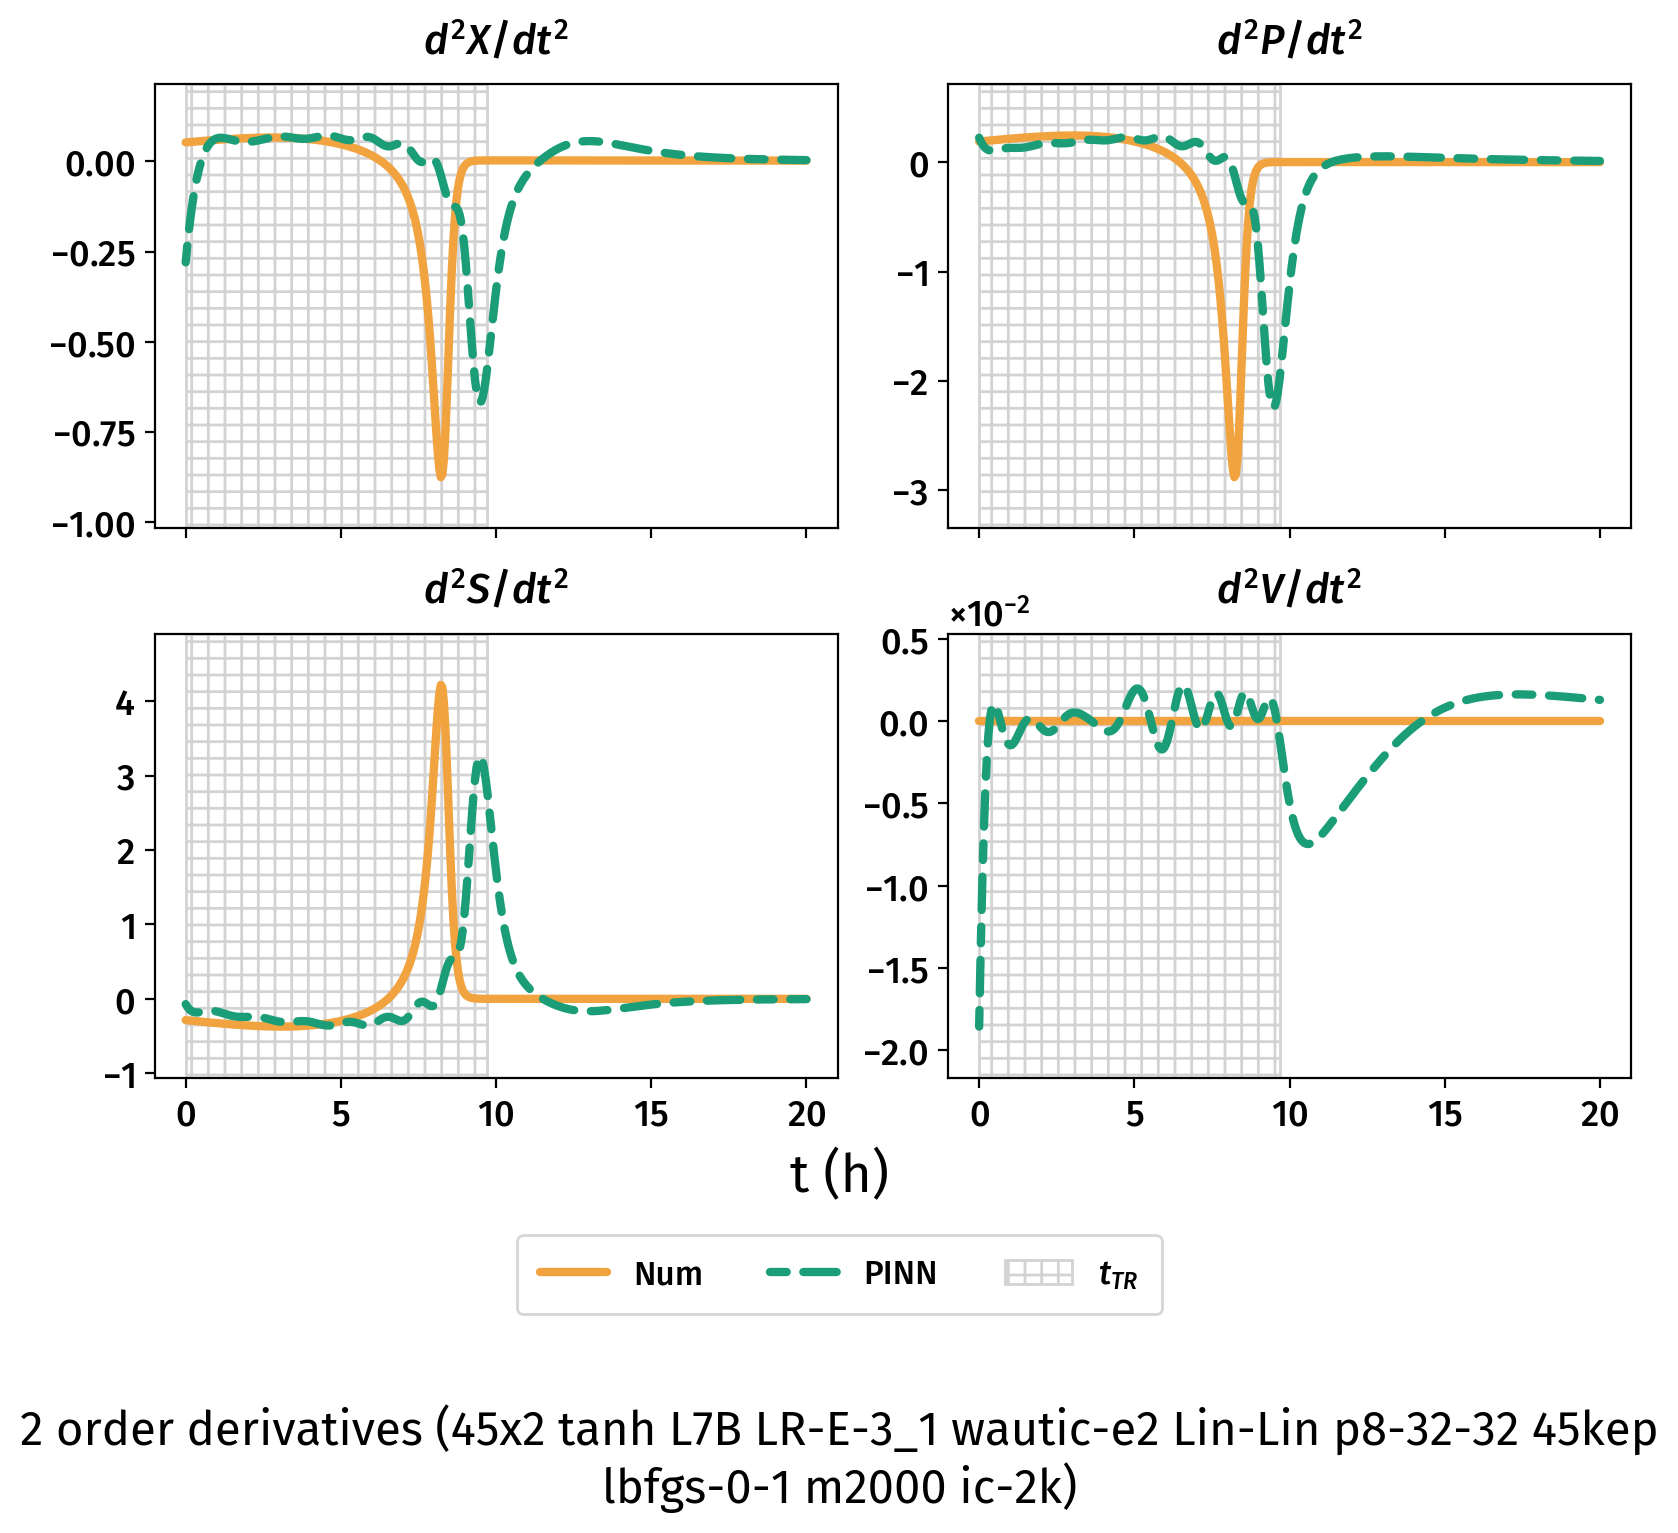 d²X/dt²
d²P/dt²
0.00
−0.25
−0.50
−0.75
−1.00
0
−1
−2
−3
d²S/dt²
d²V/dt²
×10⁻²
4
3
2
1
0
−1
0.5
0.0
−0.5
−1.0
−1.5
−2.0
0 5 10 15 20
0 5 10 15 20
t (h)
Num PINN t_TR
2 order derivatives (45x2 tanh L7B LR-E-3_1 wautic-e2 Lin-Lin p8-32-32 45kep
lbfgs-0-1 m2000 ic-2k)